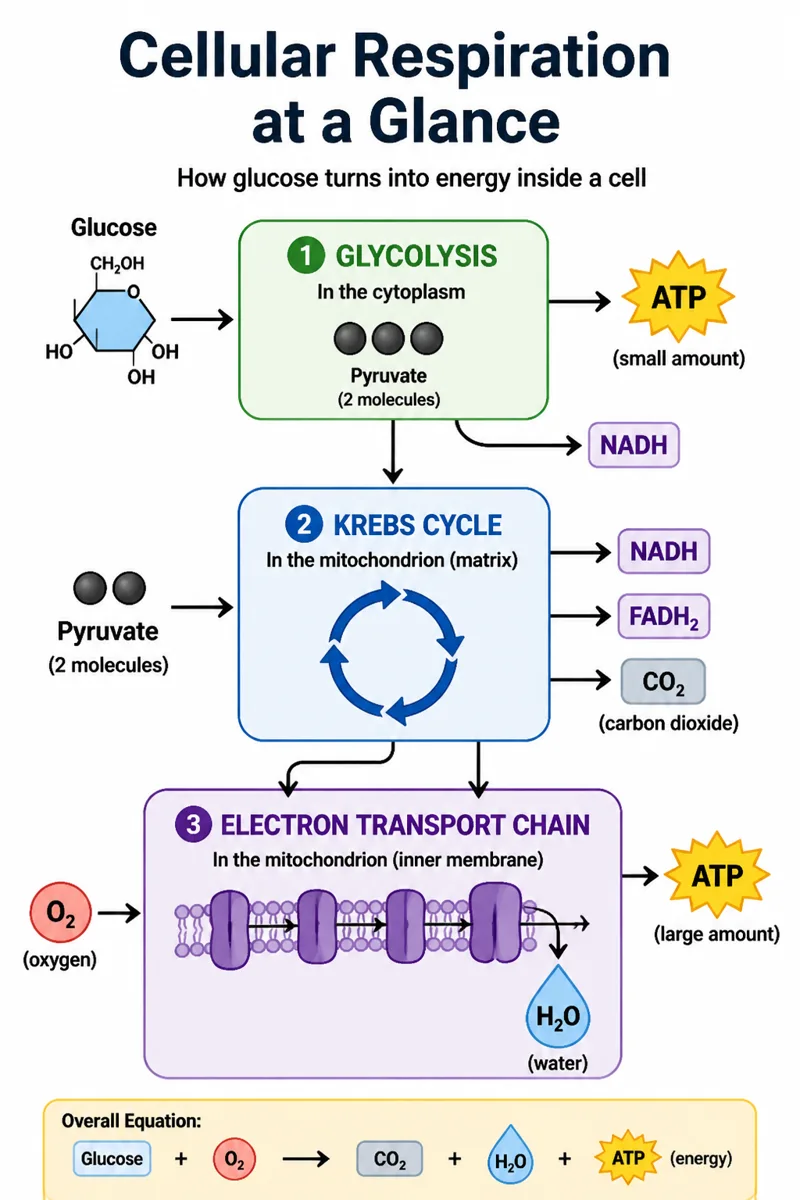 Cellular Respiration
at a Glance
How glucose turns into energy inside a cell
Glucose
CH₂OH
O
HO
OH
OH
1 GLYCOLYSIS
In the cytoplasm
Pyruvate
(2 molecules)
ATP
(small amount)
NADH
2 KREBS CYCLE
In the mitochondrion (matrix)
Pyruvate
(2 molecules)
NADH
FADH₂
CO₂
(carbon dioxide)
3 ELECTRON TRANSPORT CHAIN
In the mitochondrion (inner membrane)
O₂
(oxygen)
ATP
(large amount)
H₂O
(water)
Overall Equation:
Glucose + O₂ → CO₂ + H₂O + ATP (energy)